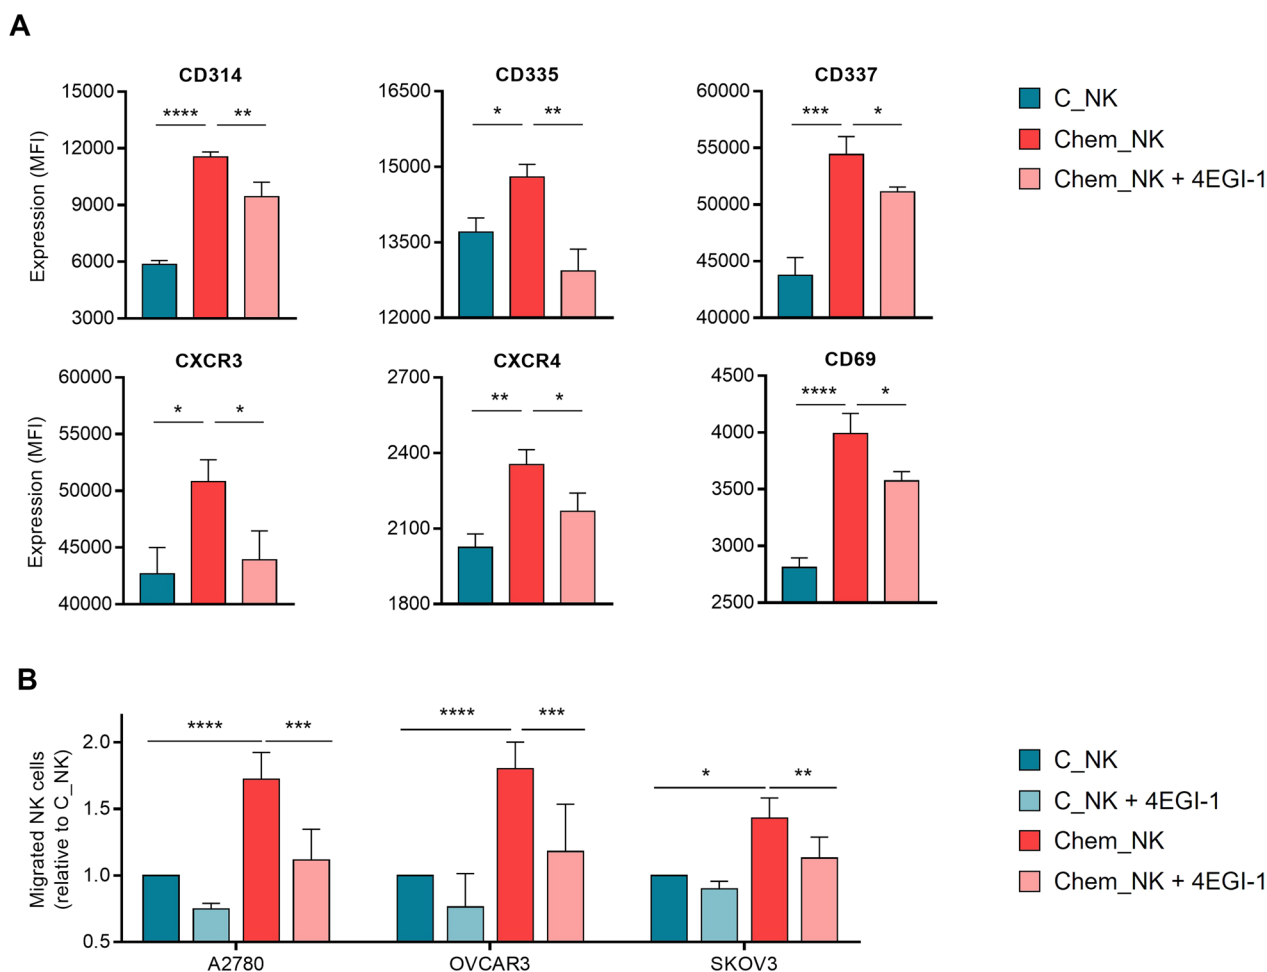 A
CD314
CD335
CD337
Expression (MFI)
15000
12000
9000
6000
3000
**** **
16500
15000
13500
12000
* **
60000
55000
50000
45000
40000
*** *
C_NK
Chem_NK
Chem_NK + 4EGI-1
CXCR3
CXCR4
CD69
Expression (MFI)
60000
55000
50000
45000
40000
* *
2700
2400
2100
1800
** *
4500
4000
3500
3000
2500
**** *
B
Migrated NK cells
(relative to C_NK)
2.0
1.5
1.0
0.5
**** ***
**** ***
* **
A2780
OVCAR3
SKOV3
C_NK
C_NK + 4EGI-1
Chem_NK
Chem_NK + 4EGI-1